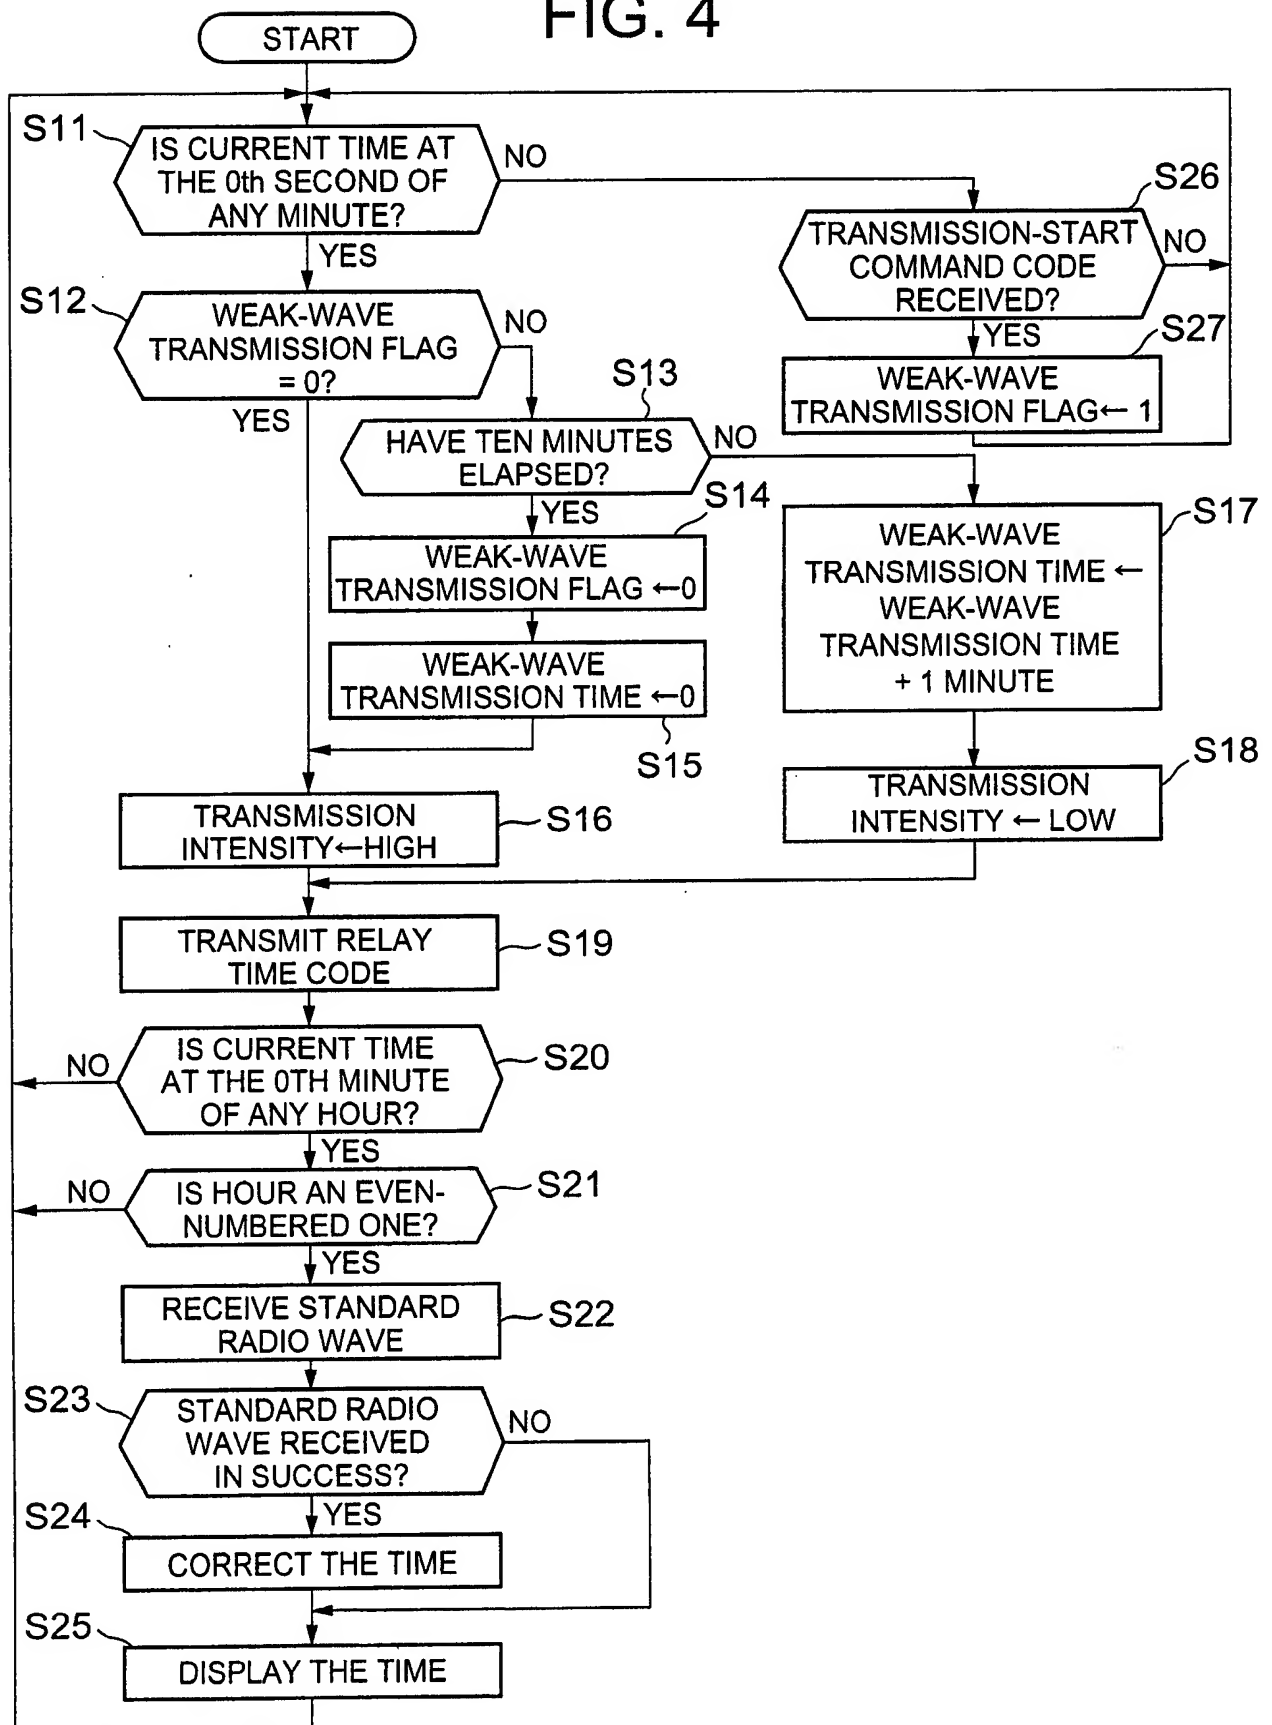 FIG. 4
START
S11
IS CURRENT TIME AT
THE 0th SECOND OF
ANY MINUTE?
NO
YES
S26
TRANSMISSION-START
COMMAND CODE
RECEIVED?
NO
YES
S27
WEAK-WAVE
TRANSMISSION FLAG← 1
S12
WEAK-WAVE
TRANSMISSION FLAG
= 0?
NO
YES
S13
HAVE TEN MINUTES
ELAPSED?
NO
YES
S14
WEAK-WAVE
TRANSMISSION FLAG ←0
WEAK-WAVE
TRANSMISSION TIME ←0
S15
S17
WEAK-WAVE
TRANSMISSION TIME ←
WEAK-WAVE
TRANSMISSION TIME
+ 1 MINUTE
S18
TRANSMISSION
INTENSITY ← LOW
TRANSMISSION
INTENSITY←HIGH
S16
TRANSMIT RELAY
TIME CODE
S19
IS CURRENT TIME
AT THE 0TH MINUTE
OF ANY HOUR?
S20
NO
YES
IS HOUR AN EVEN-
NUMBERED ONE?
S21
NO
YES
RECEIVE STANDARD
RADIO WAVE
S22
S23
STANDARD RADIO
WAVE RECEIVED
IN SUCCESS?
NO
YES
S24
CORRECT THE TIME
S25
DISPLAY THE TIME